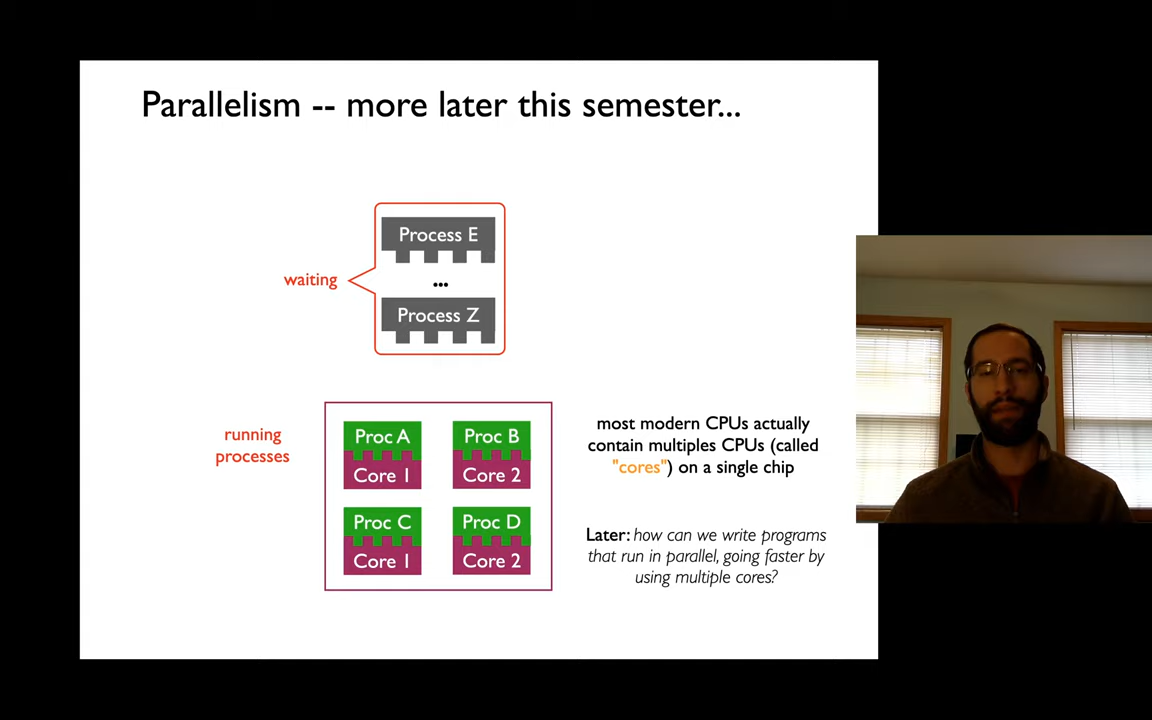 Parallelism -- more later this semester...
Process E
waiting
...
Process Z
running
processes
Proc A
Core 1
Proc B
Core 2
Proc C
Core 1
Proc D
Core 2
most modern CPUs actually
contain multiples CPUs (called
"cores") on a single chip
Later: how can we write programs
that run in parallel, going faster by
using multiple cores?